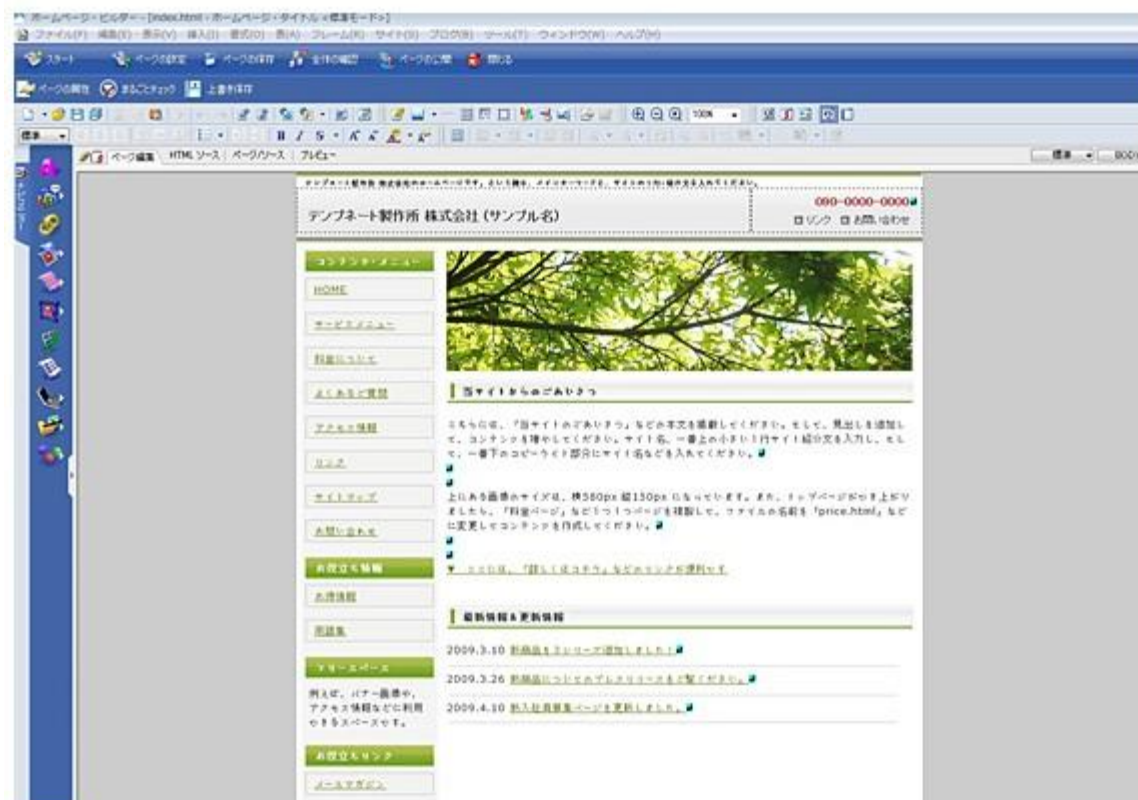 ホームページ・ビルダー - [index.html - ホームページ・タイトル <標準モード>]
ファイル(F) 編集(E) 表示(V) 挿入(I) 書式(O) 表(A) フレーム(R) サイト(S) ブログ(B) ツール(T) ウィンドウ(W) ヘルプ(H)
スタート ページの設定 ページの保存 全体の確認 ページの公開 閉じる
ページの属性 まるごとチェック 上書き保存
100%
標準
ページ編集 HTML ソース ページ/ソース プレビュー 標準
テンプネート製作所 株式会社のホームページです。という様な、メインキーワードと、サイトの1行紹介文を入れてください。
テンプネート製作所 株式会社 (サンプル名)
090-0000-0000
リンク お問い合わせ
コンテンツ・メニュー
HOME
サービスメニュー
料金について
よくあるご質問
アクセス情報
リンク
サイトマップ
お問い合わせ
お役立ち情報
お得情報
用語集
フリースペース
例えば、バナー画像や、
アクセス情報などに利用
できるスペースです。
お役立ちリンク
メールマガジン
当サイトからのごあいさつ
こちらには、「当サイトのごあいさつ」などの本文を掲載してください。そして、見出しを追加し
て、コンテンツを増やしてください。サイト名、一番上の小さい1行サイト紹介文を入力し、そし
て、一番下のコピーライト部分にサイト名などを入れてください。
上にある画像のサイズは、横580px 縦150px になっています。また、トップページができ上がり
ましたら、「料金ページ」など1つ1つページを複製して、ファイルの名前を「price.html」など
に変更してコンテンツを作成してください。
▼ ここには、「詳しくはコチラ」などのリンクが便利です
最新情報&更新情報
2009.3.10 新商品を3シリーズ追加しました！
2009.3.26 新商品についてのプレスリリースをご覧ください。
2009.4.10 新入社員募集ページを更新しました。